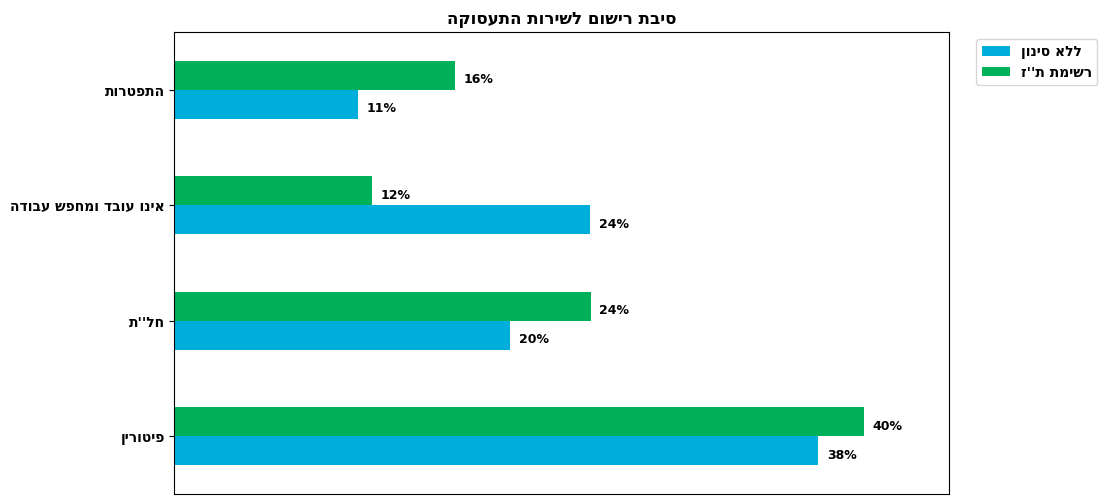 סיבת רישום לשירות התעסוקה
ללא סינון
רשימת ת''ז
התפטרות
16%
11%
אינו עובד ומחפש עבודה
12%
24%
חל''ת
24%
20%
פיטורין
40%
38%